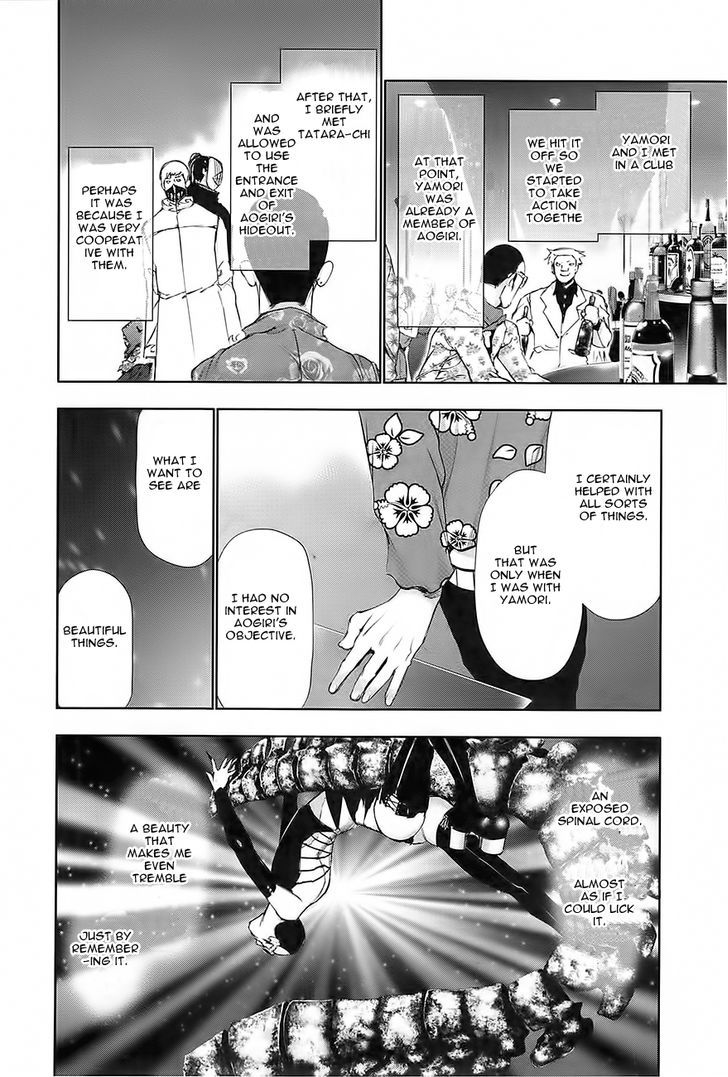 YAMORI
AND I MET
IN A CLUB
WE HIT IT
OFF SO
WE
STARTED
TO TAKE
ACTION
TOGETHE
AT THAT
POINT,
YAMORI
WAS
ALREADY A
MEMBER OF
AOGIRI.
AFTER THAT,
I BRIEFLY
MET
TATARA-CHI
AND
WAS
ALLOWED
TO USE
THE
ENTRANCE
AND EXIT
OF
AOGIRI'S
HIDEOUT.
PERHAPS
IT WAS
BECAUSE I
WAS VERY
COOPERAT
IVE WITH
THEM.
I CERTAINLY
HELPED WITH
ALL SORTS
OF THINGS.
BUT
THAT WAS
ONLY WHEN
I WAS WITH
YAMORI.
I HAD NO
INTEREST IN
AOGIRI'S
OBJECTIVE.
WHAT I
WANT TO
SEE ARE
BEAUTIFUL
THINGS.
AN
EXPOSED
SPINAL CORD.
ALMOST
AS IF I
COULD LICK
IT.
A BEAUTY
THAT
MAKES ME
EVEN
TREMBLE
JUST BY
REMEMBER
-ING IT.